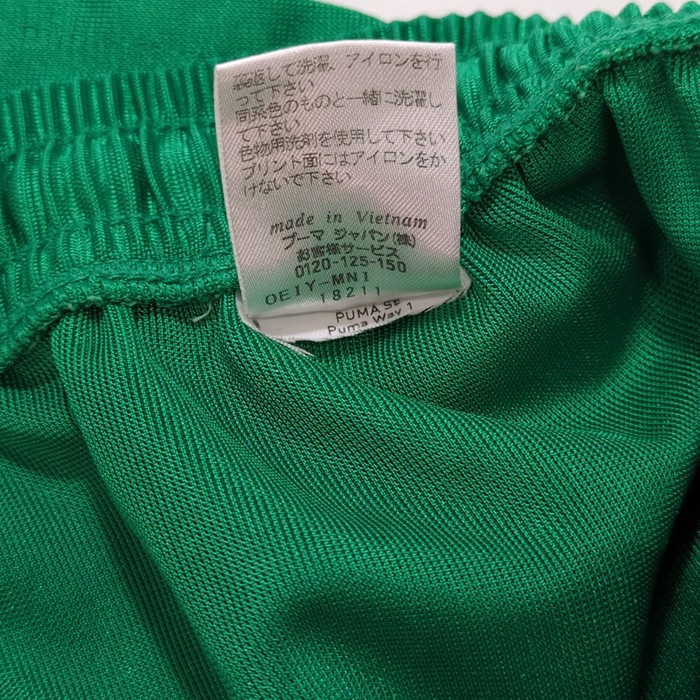 裏返して洗濯、アイロンを行
って下さい
同系色のものと一緒に洗濯し
て下さい
色物用洗剤を使用して下さい
プリント面にはアイロンをか
けないで下さい
made in Vietnam
プーマ ジャパン(株)
お客様サービス
0120-125-150
OEIY-MNI
18211
PUMA SE
Puma Way 1